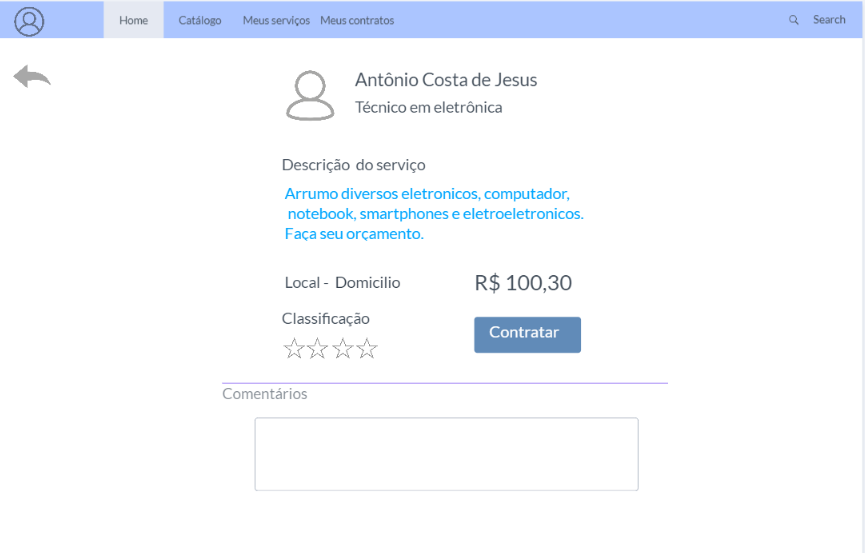 Home Catálogo Meus serviços Meus contratos Search
Antônio Costa de Jesus
Técnico em eletrônica
Descrição do serviço
Arrumo diversos eletronicos, computador,
notebook, smartphones e eletroeletronicos.
Faça seu orçamento.
Local - Domicilio R$ 100,30
Classificação
Contratar
Comentários